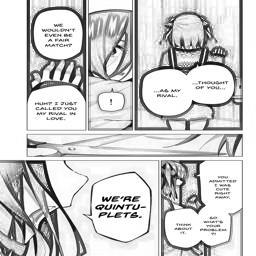 ...THOUGHT
OF YOU...
...AS MY
RIVAL.
!
WE
WOULDN'T
EVEN BE
A FAIR
MATCH?
HUH? I JUST
CALLED YOU
MY RIVAL IN
LOVE.
YOU
ADMITTED
I WAS
CUTE
RIGHT
AWAY.
SO
WHAT'S
YOUR
PROBLEM
?!
THINK
ABOUT
IT.
WE'RE
QUINTU-
PLETS.